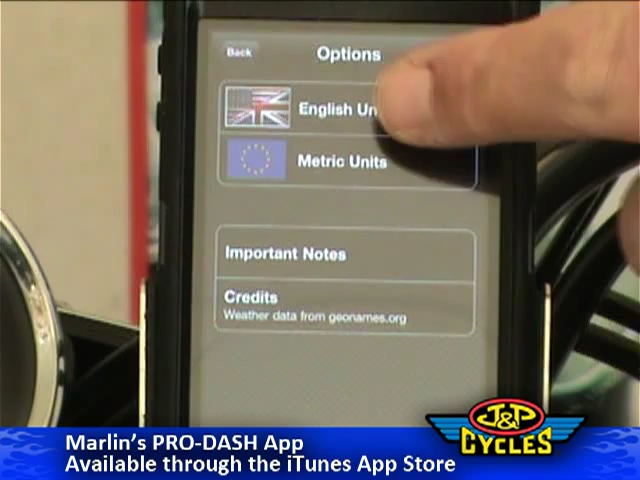 Back
Options
English Un
Metric Units
Important Notes
Credits
Weather data from geonames.org
J&P
CYCLES
Marlin's PRO-DASH App
Available through the iTunes App Store